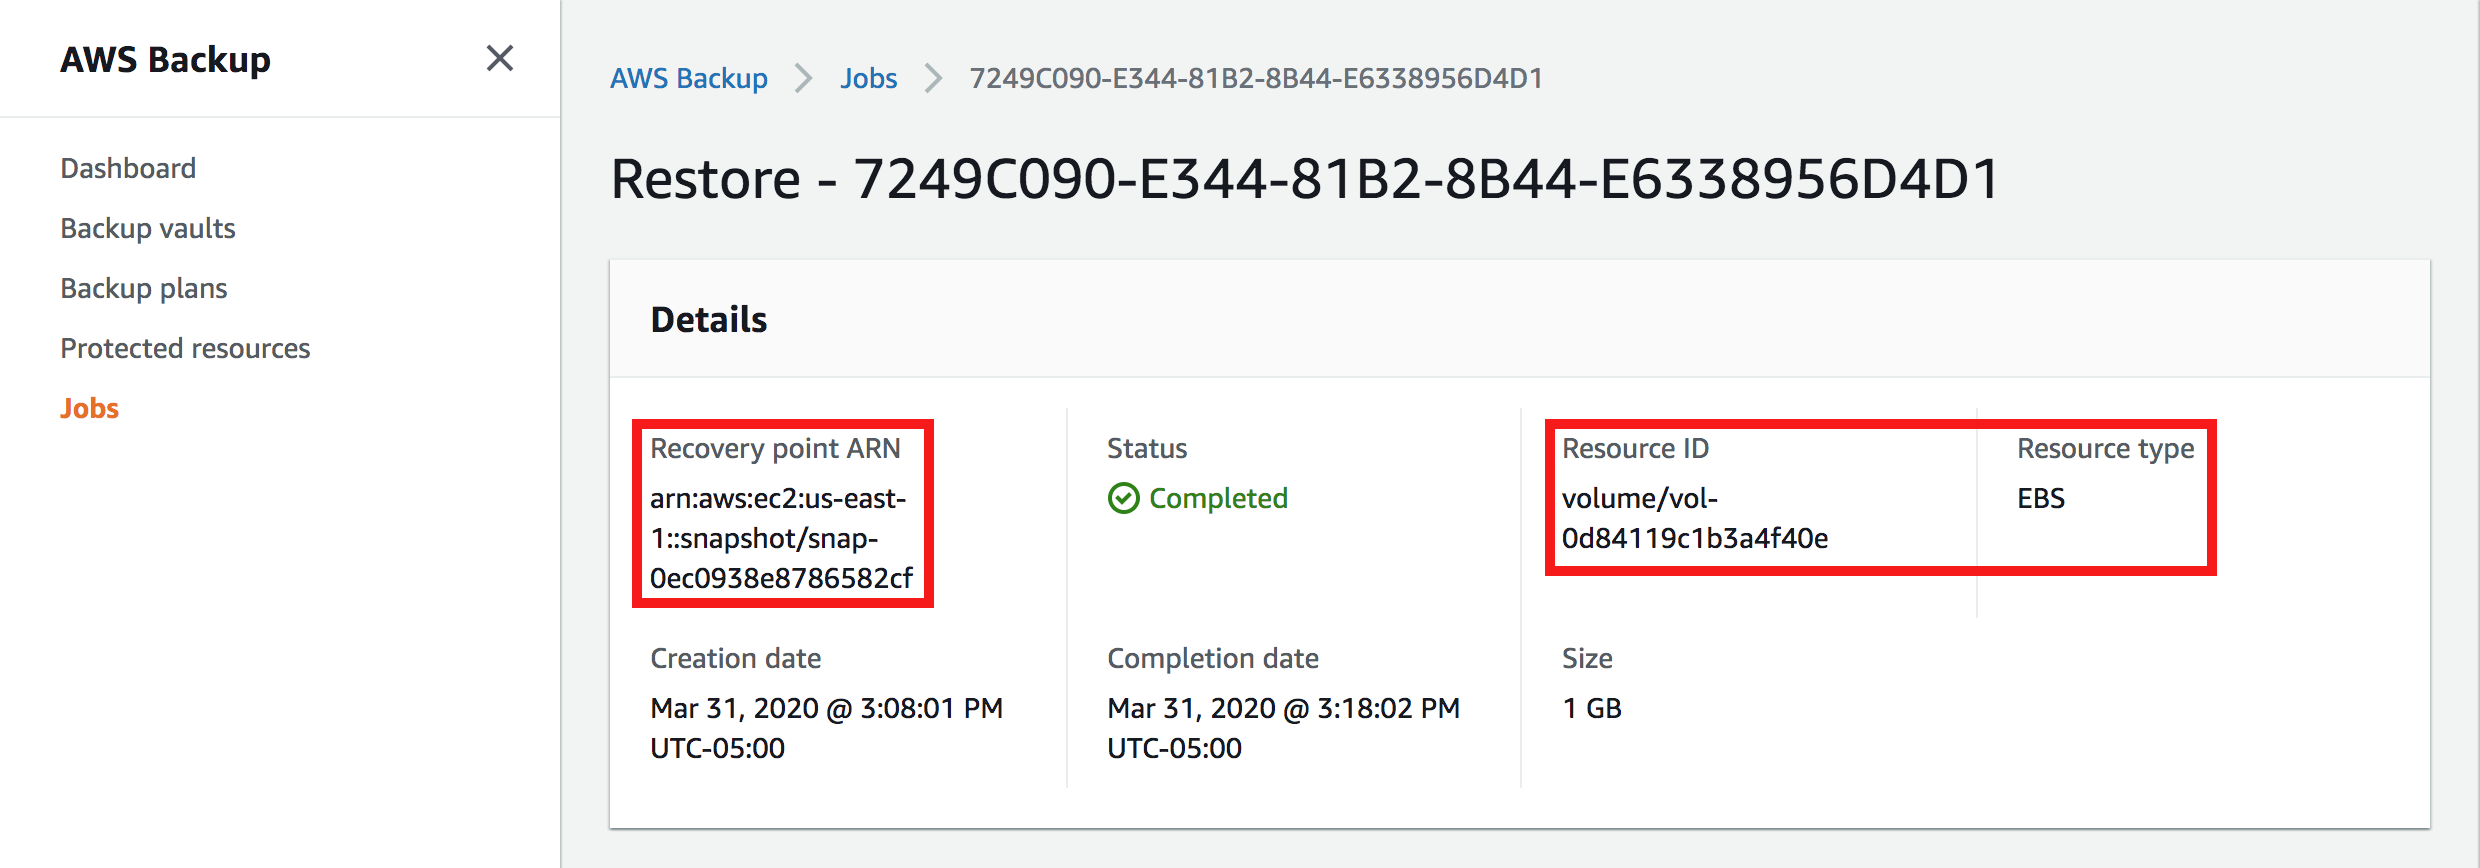 AWS Backup
Dashboard
Backup vaults
Backup plans
Protected resources
Jobs
AWS Backup > Jobs > 7249C090-E344-81B2-8B44-E6338956D4D1
Restore - 7249C090-E344-81B2-8B44-E6338956D4D1
Details
Recovery point ARN
arn:aws:ec2:us-east-
1::snapshot/snap-
0ec0938e8786582cf
Status
Completed
Resource ID
volume/vol-
0d84119c1b3a4f40e
Resource type
EBS
Creation date
Mar 31, 2020 @ 3:08:01 PM
UTC-05:00
Completion date
Mar 31, 2020 @ 3:18:02 PM
UTC-05:00
Size
1 GB